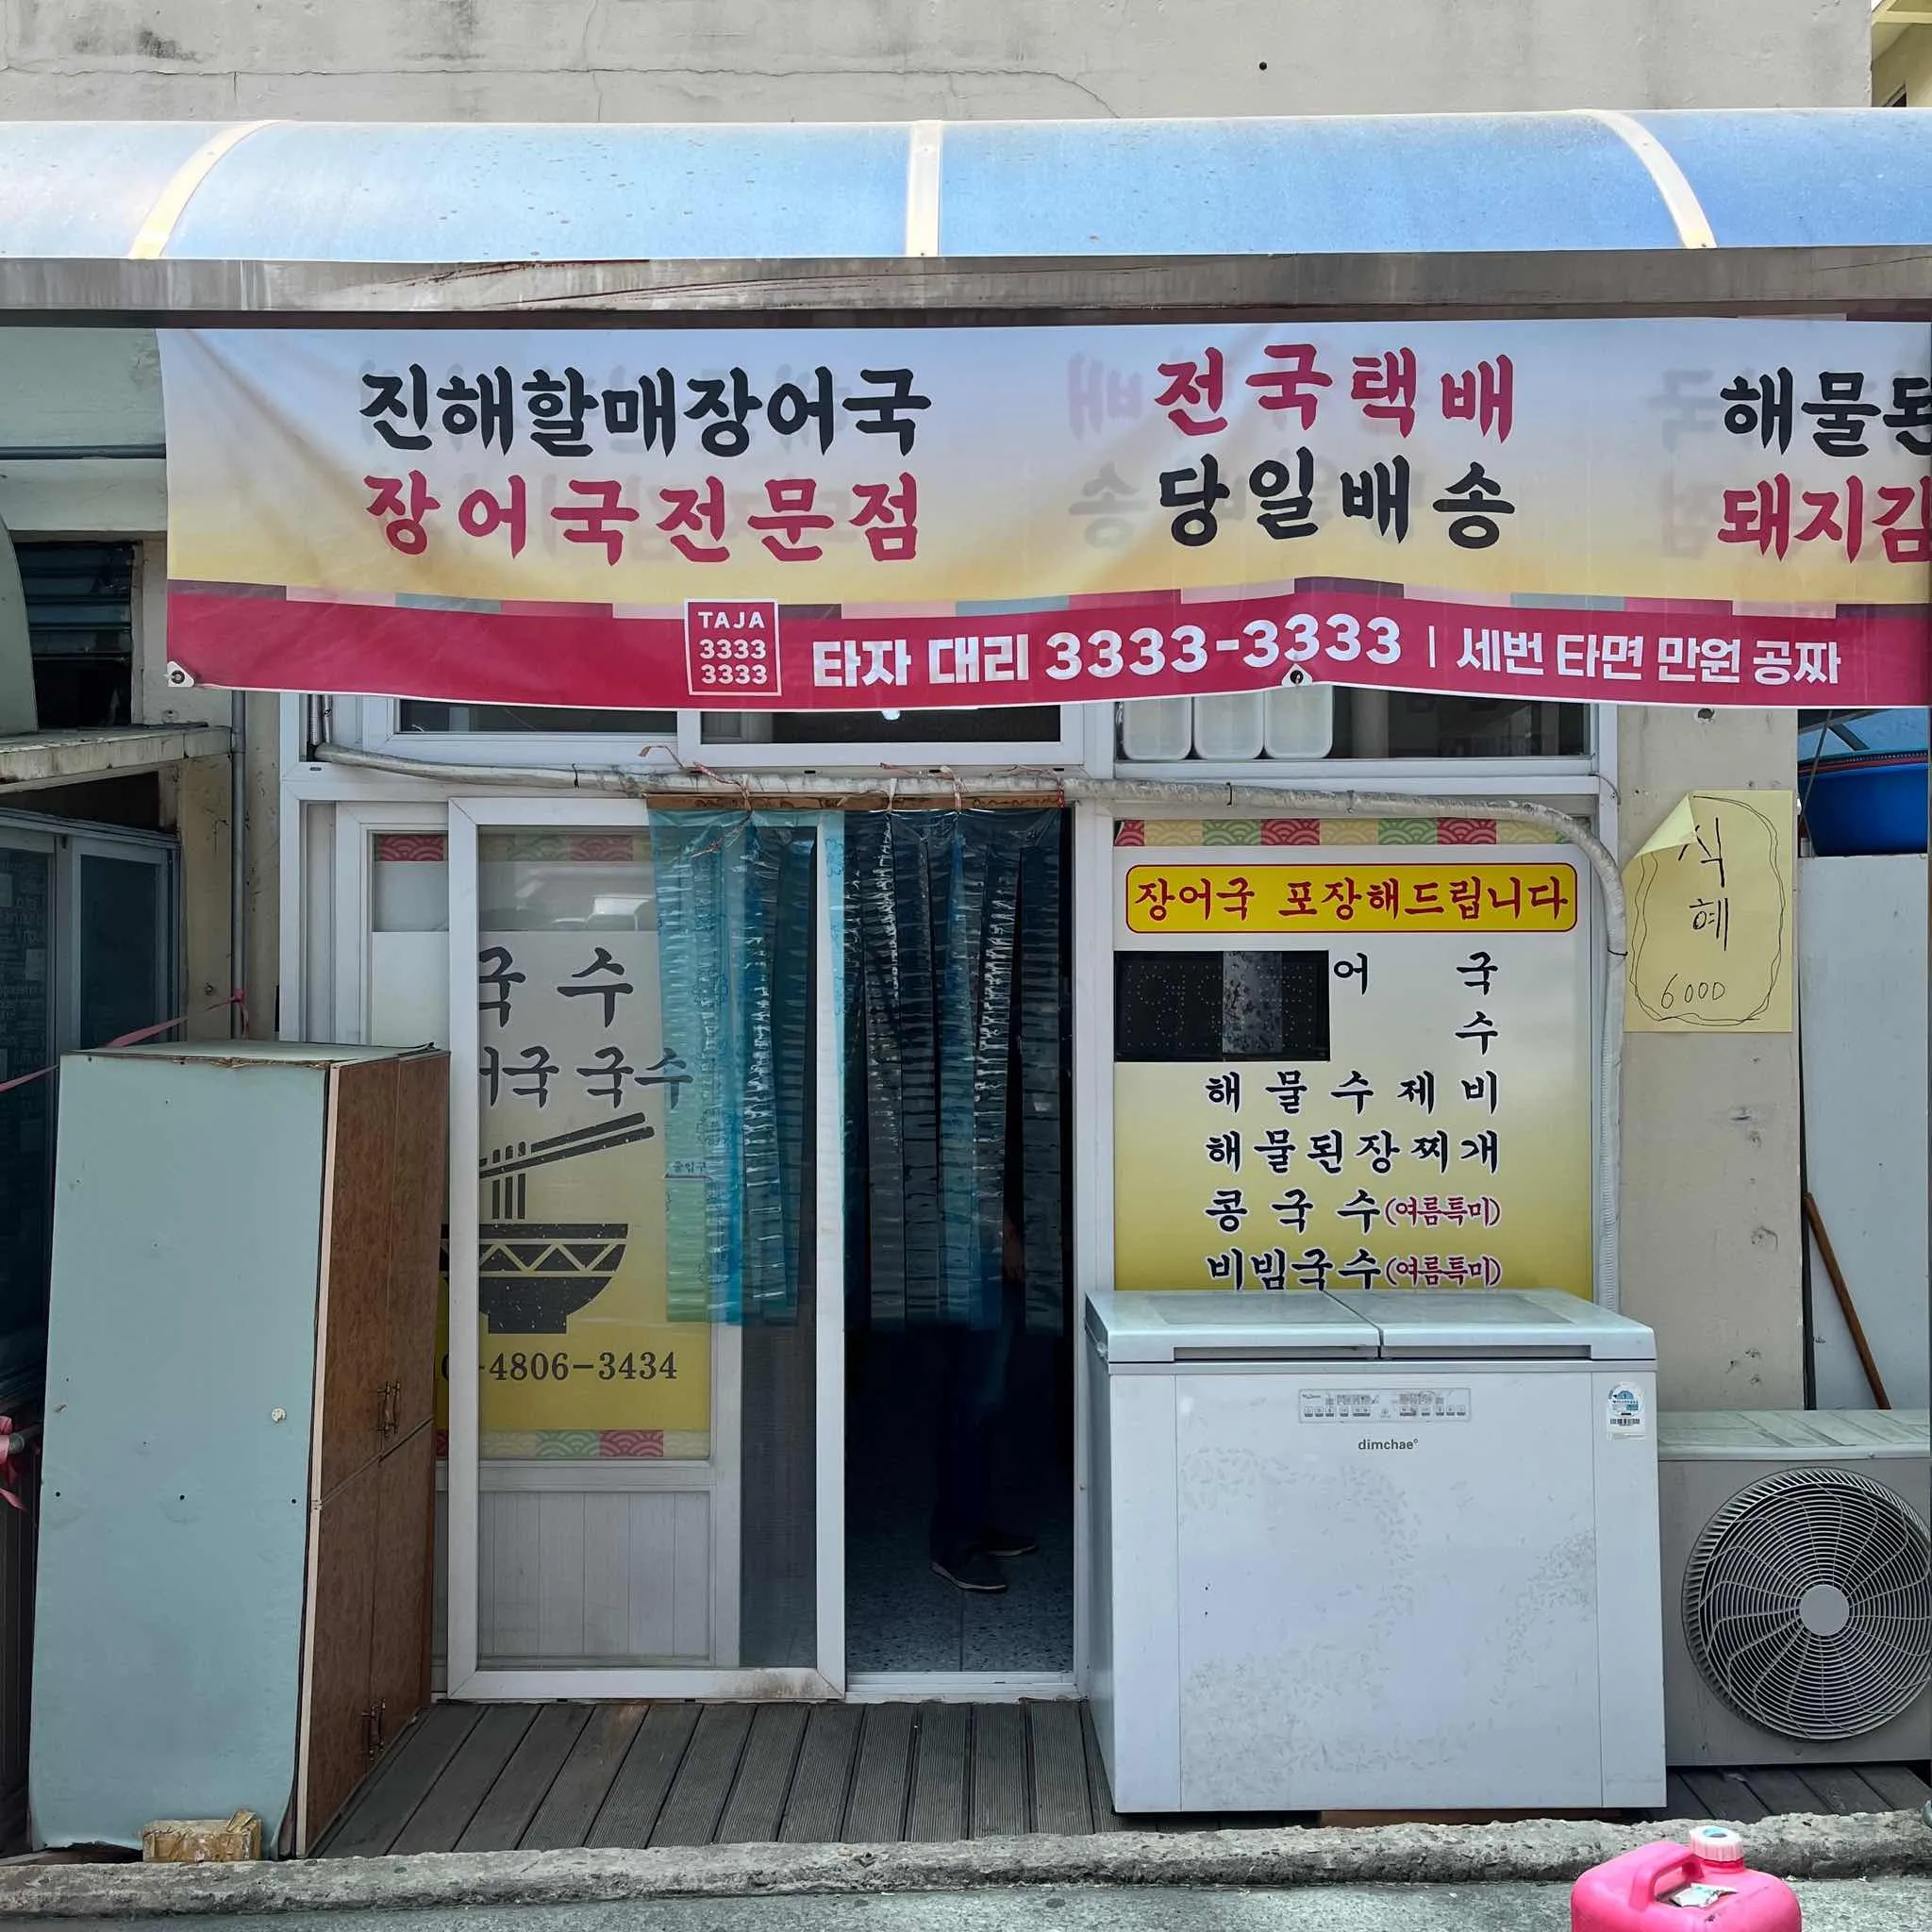 진해할매장어국
장어국전문점
전국택배
당일배송
해물된
돼지김
TAJA
3333
3333
타자 대리 3333-3333 | 세번 타면 만원 공짜
국 수
어국 국수
-4806-3434
장어국 포장해드립니다
어 국
수
해 물 수 제 비
해물된장찌개
콩 국 수(여름특미)
비빔국수(여름특미)
식
혜
6000
dimchae